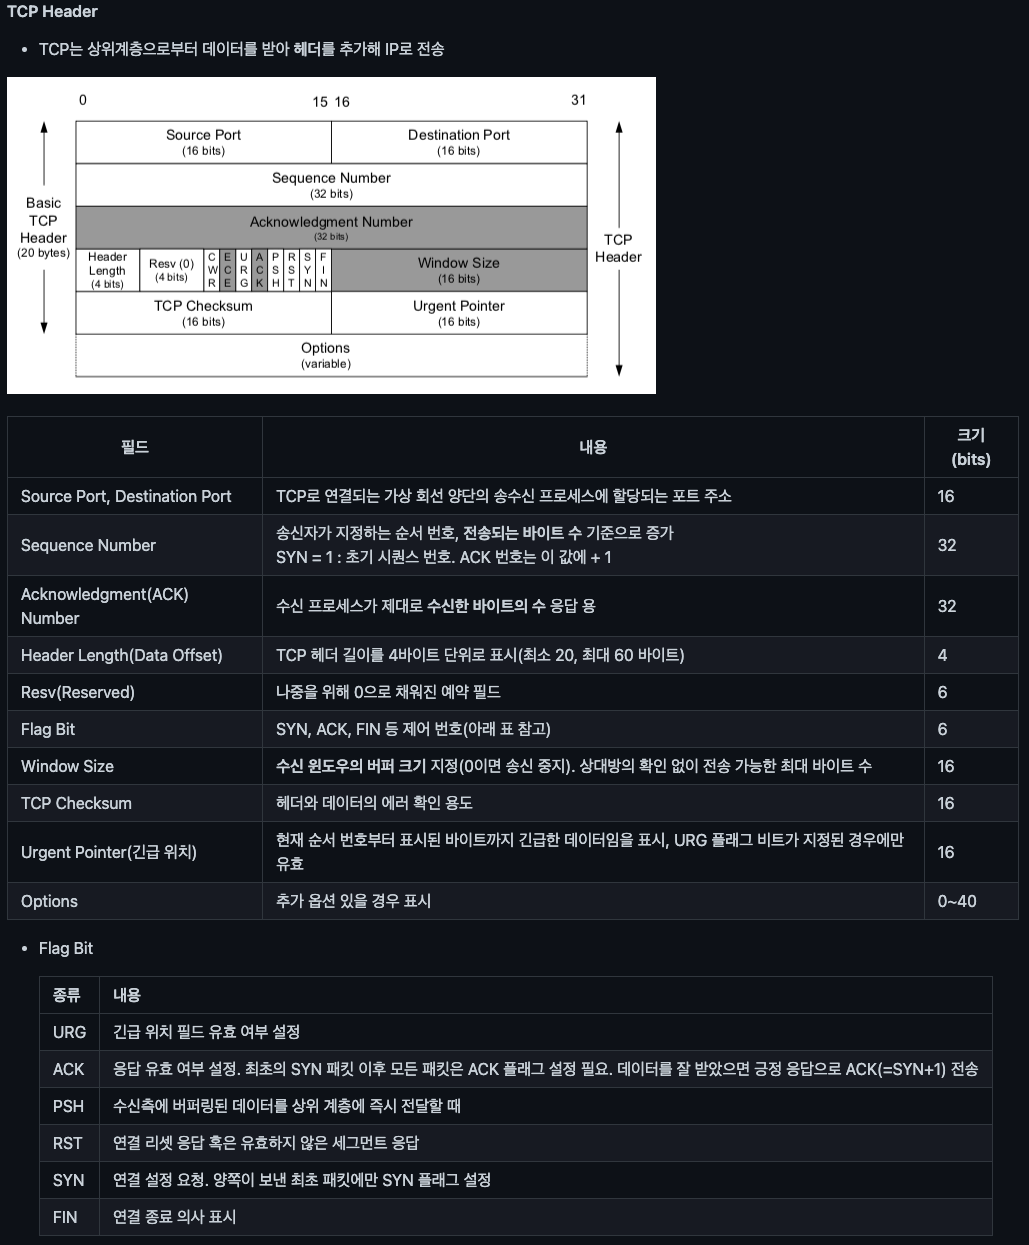 TCP Header
• TCP는 상위계층으로부터 데이터를 받아 헤더를 추가해 IP로 전송
0 15 16 31
Source Port
(16 bits)
Destination Port
(16 bits)
Sequence Number
(32 bits)
Basic
TCP
Header
(20 bytes)
Acknowledgment Number
(32 bits)
TCP
Header
Header
Length
(4 bits)
Resv (0)
(4 bits)
CWR
ECE
URG
ACK
PSH
RST
SYN
FIN
Window Size
(16 bits)
TCP Checksum
(16 bits)
Urgent Pointer
(16 bits)
Options
(variable)
필드 내용 크기
(bits)
Source Port, Destination Port TCP로 연결되는 가상 회선 양단의 송수신 프로세스에 할당되는 포트 주소 16
Sequence Number 송신자가 지정하는 순서 번호, 전송되는 바이트 수 기준으로 증가
SYN = 1 : 초기 시퀀스 번호. ACK 번호는 이 값에 + 1 32
Acknowledgment(ACK)
Number 수신 프로세스가 제대로 수신한 바이트의 수 응답 용 32
Header Length(Data Offset) TCP 헤더 길이를 4바이트 단위로 표시(최소 20, 최대 60 바이트) 4
Resv(Reserved) 나중을 위해 0으로 채워진 예약 필드 6
Flag Bit SYN, ACK, FIN 등 제어 번호(아래 표 참고) 6
Window Size 수신 윈도우의 버퍼 크기 지정(0이면 송신 중지). 상대방의 확인 없이 전송 가능한 최대 바이트 수 16
TCP Checksum 헤더와 데이터의 에러 확인 용도 16
Urgent Pointer(긴급 위치) 현재 순서 번호부터 표시된 바이트까지 긴급한 데이터임을 표시, URG 플래그 비트가 지정된 경우에만
유효 16
Options 추가 옵션 있을 경우 표시 0~40
• Flag Bit
종류 내용
URG 긴급 위치 필드 유효 여부 설정
ACK 응답 유효 여부 설정. 최초의 SYN 패킷 이후 모든 패킷은 ACK 플래그 설정 필요. 데이터를 잘 받았으면 긍정 응답으로 ACK(=SYN+1) 전송
PSH 수신측에 버퍼링된 데이터를 상위 계층에 즉시 전달할 때
RST 연결 리셋 응답 혹은 유효하지 않은 세그먼트 응답
SYN 연결 설정 요청. 양쪽이 보낸 최초 패킷에만 SYN 플래그 설정
FIN 연결 종료 의사 표시